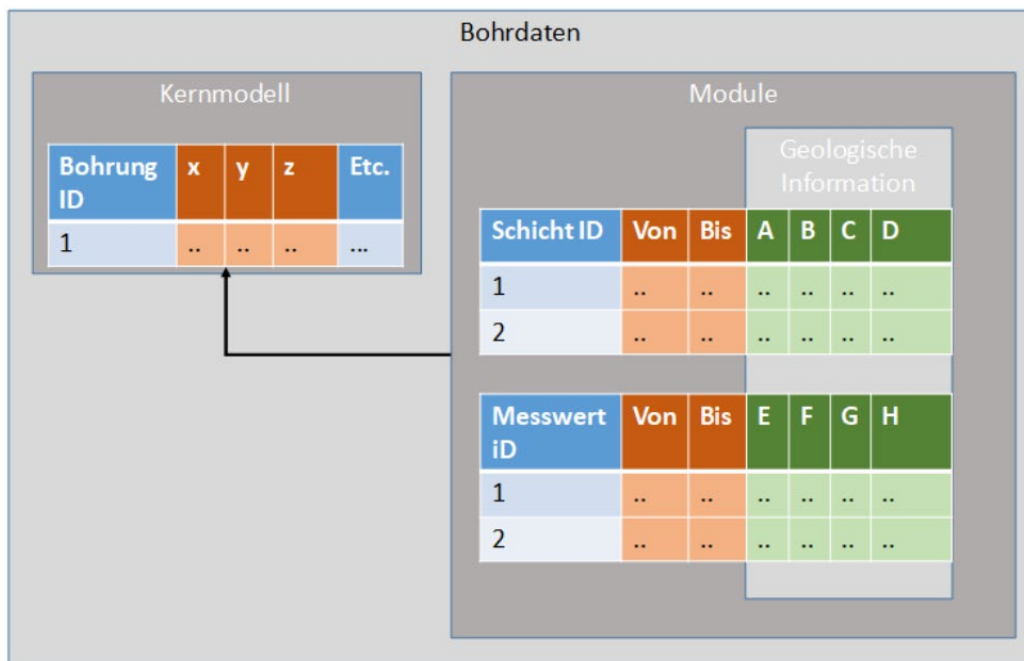 Bohrdaten
Kernmodell
Bohrung x y z Etc.
ID
1 .. .. .. ...
Module
Geologische
Information
Schicht ID Von Bis A B C D
1 .. .. .. .. .. ..
2 .. .. .. .. .. ..
Messwert Von Bis E F G H
iD
1 .. .. .. .. .. ..
2 .. .. .. .. .. ..